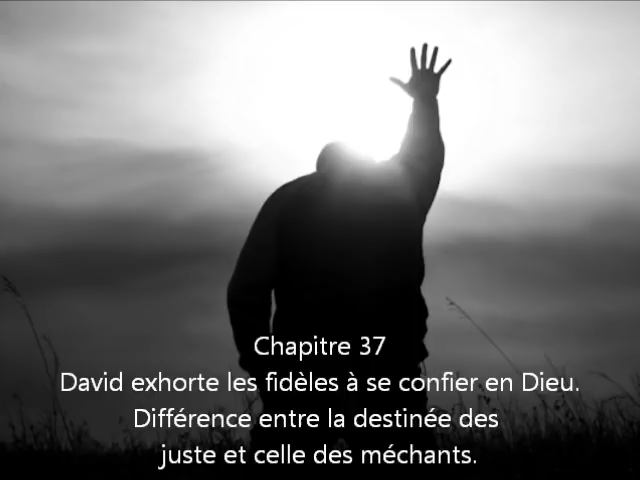 Chapitre 37
David exhorte les fidèles à se confier en Dieu.
Différence entre la destinée des
juste et celle des méchants.